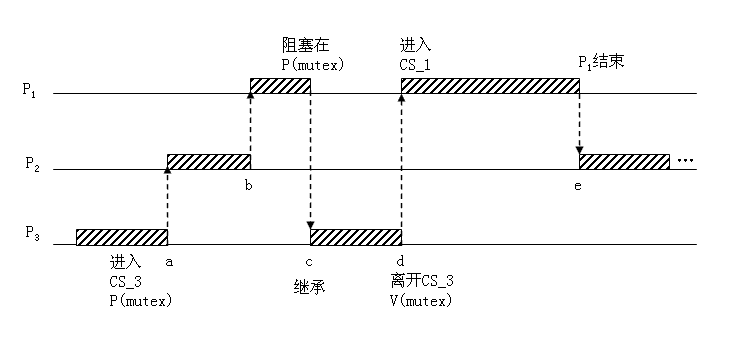 阻塞在
P(mutex)
进入
CS_1
P₁结束
P₁
P₂
b
e
...
P₃
a
c
d
进入
CS_3
P(mutex)
继承
离开CS_3
V(mutex)